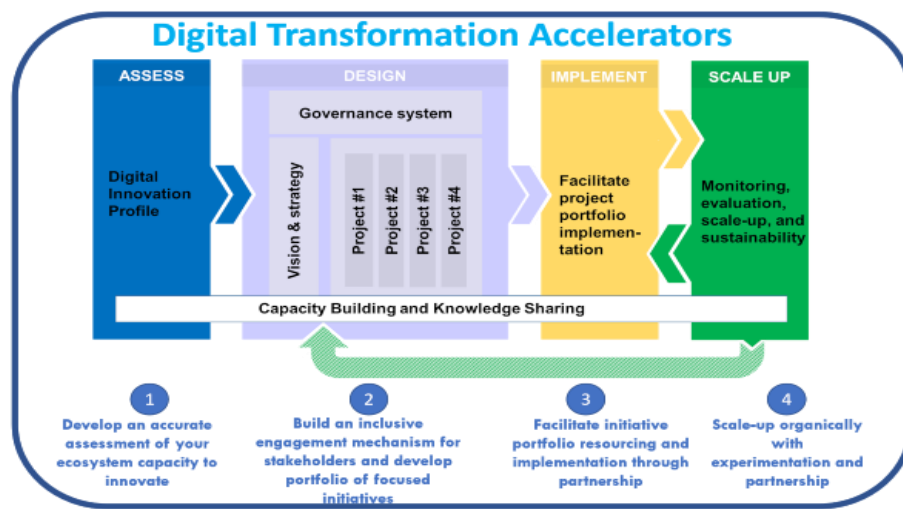 Digital Transformation Accelerators
ASSESS
DESIGN
IMPLEMENT
SCALE UP
Governance system
Digital
Innovation
Profile
Vision & strategy
Project #1
Project #2
Project #3
Project #4
Facilitate
project
portfolio
implemen-
tation
Monitoring,
evaluation,
scale-up, and
sustainability
Capacity Building and Knowledge Sharing
1
Develop an accurate
assessment of your
ecosystem capacity to
innovate
2
Build an inclusive
engagement mechanism for
stakeholders and develop
portfolio of focused
initiatives
3
Facilitate initiative
portfolio resourcing and
implementation through
partnership
4
Scale-up organically
with
experimentation and
partnership